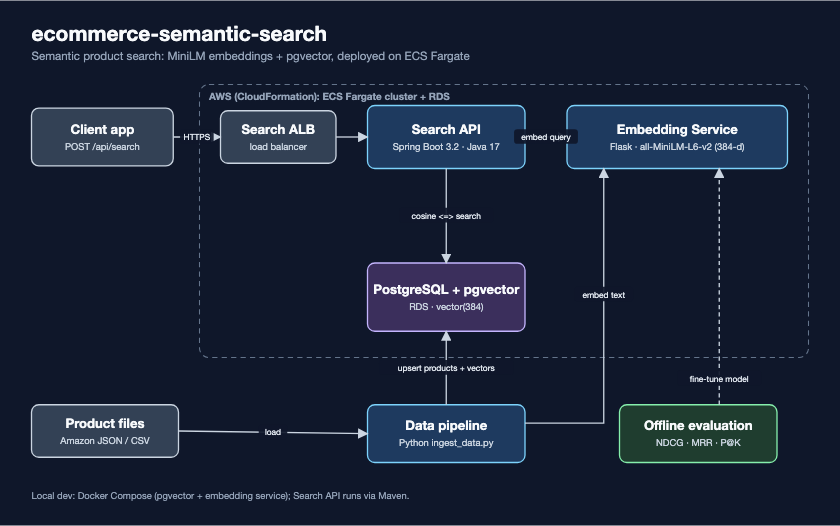 ecommerce-semantic-search
Semantic product search: MiniLM embeddings + pgvector, deployed on ECS Fargate
AWS (CloudFormation): ECS Fargate cluster + RDS
Client app
POST /api/search
HTTPS
Search ALB
load balancer
Search API
Spring Boot 3.2 · Java 17
embed query
Embedding Service
Flask · all-MiniLM-L6-v2 (384-d)
cosine <=> search
PostgreSQL + pgvector
RDS · vector(384)
embed text
upsert products + vectors
fine-tune model
Product files
Amazon JSON / CSV
load
Data pipeline
Python ingest_data.py
Offline evaluation
NDCG · MRR · P@K
Local dev: Docker Compose (pgvector + embedding service); Search API runs via Maven.